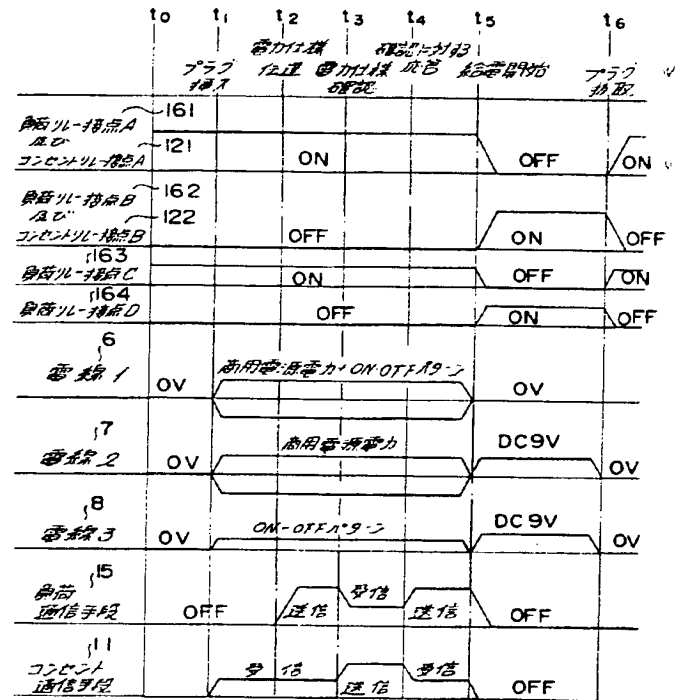 t0 t1 t2 t3 t4 t5 t6
プラグ挿入
電力仕様伝達
電力仕様確認
確認に対する応答
給電開始
プラグ抜取
161
負荷リレー接点A
及び
121
コンセントリレー接点A
ON OFF ON
162
負荷リレー接点B
及び
122
コンセントリレー接点B
OFF ON OFF
163
負荷リレー接点C
ON OFF ON
164
負荷リレー接点D
OFF ON OFF
6
電線1
OV 商用電源電力+ON-OFFパターン OV
7
電線2
OV 商用電源電力 DC9V OV
8
電線3
OV ON-OFFパターン DC9V OV
15
負荷
通信手段
OFF 送信 受信 送信 OFF
11
コンセント
通信手段
受信 送信 受信 OFF